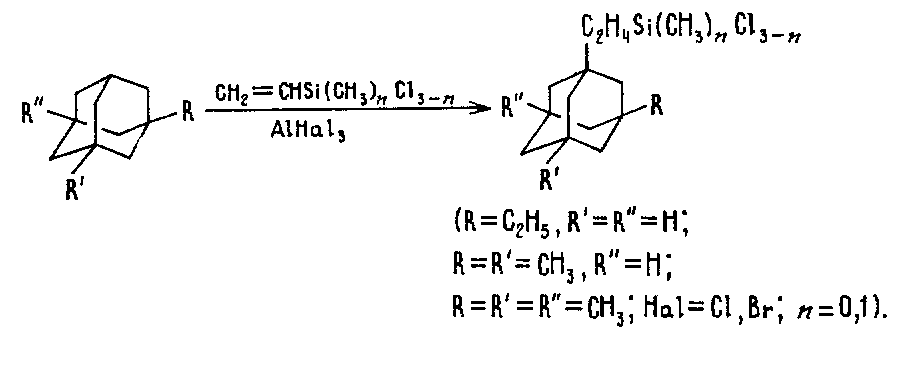 C₂H₄Si(CH₃)ₙCl₃₋ₙ
R″ R CH₂=CHSi(CH₃)ₙCl₃₋ₙ R″ R
AlHal₃
R′ R′
(R=C₂H₅, R′=R″=H;
R=R′=CH₃, R″=H;
R=R′=R″=CH₃; Hal=Cl, Br; n=0,1).